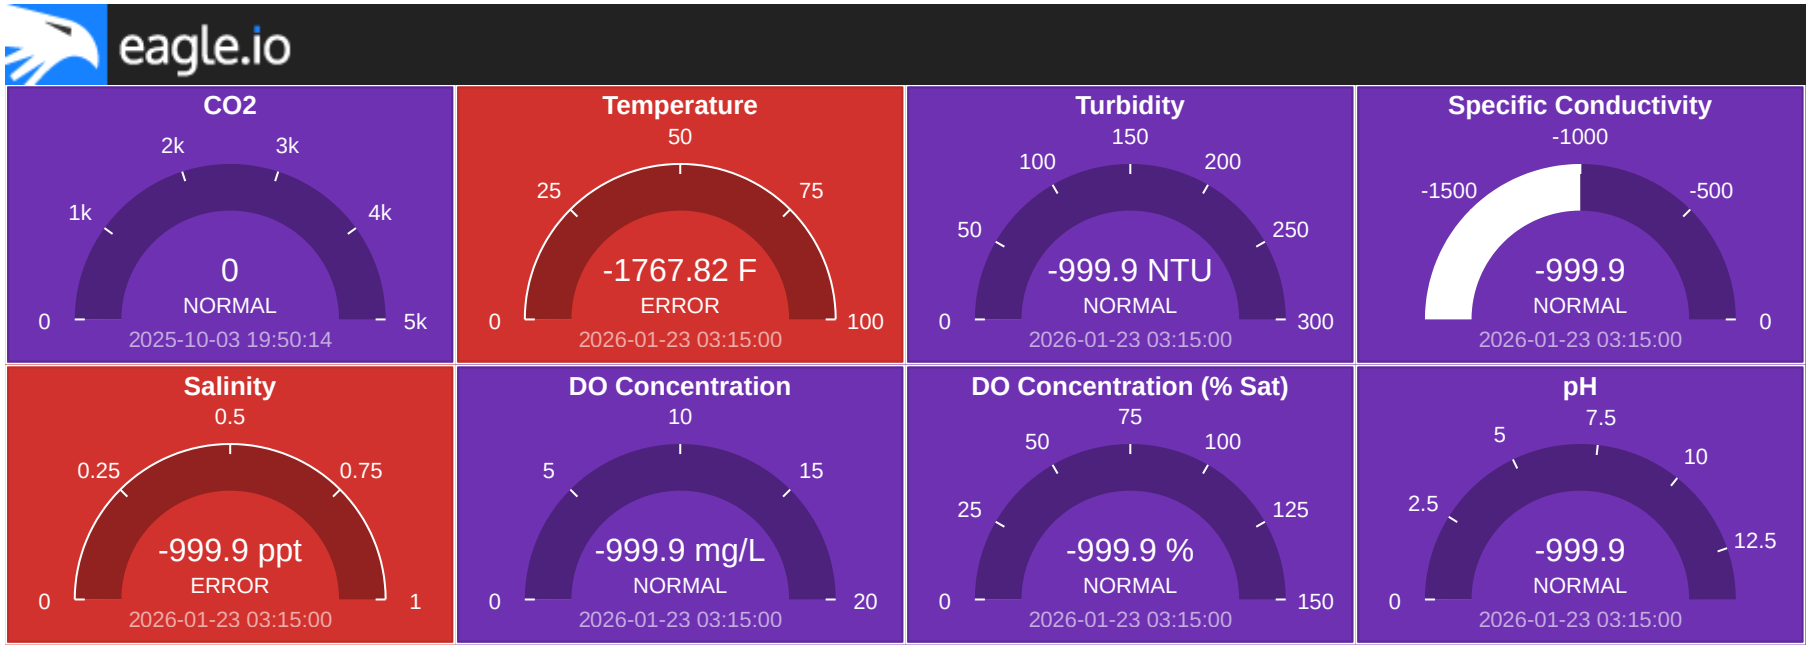 eagle.io
CO2
0
1k
2k
3k
4k
5k
0
NORMAL
2025-10-03 19:50:14
Temperature
0
25
50
75
100
-1767.82 F
ERROR
2026-01-23 03:15:00
Turbidity
0
50
100
150
200
250
300
-999.9 NTU
NORMAL
2026-01-23 03:15:00
Specific Conductivity
-1500
-1000
-500
0
-999.9
NORMAL
2026-01-23 03:15:00
Salinity
0
0.25
0.5
0.75
1
-999.9 ppt
ERROR
2026-01-23 03:15:00
DO Concentration
0
5
10
15
20
-999.9 mg/L
NORMAL
2026-01-23 03:15:00
DO Concentration (% Sat)
0
25
50
75
100
125
150
-999.9 %
NORMAL
2026-01-23 03:15:00
pH
0
2.5
5
7.5
10
12.5
-999.9
NORMAL
2026-01-23 03:15:00